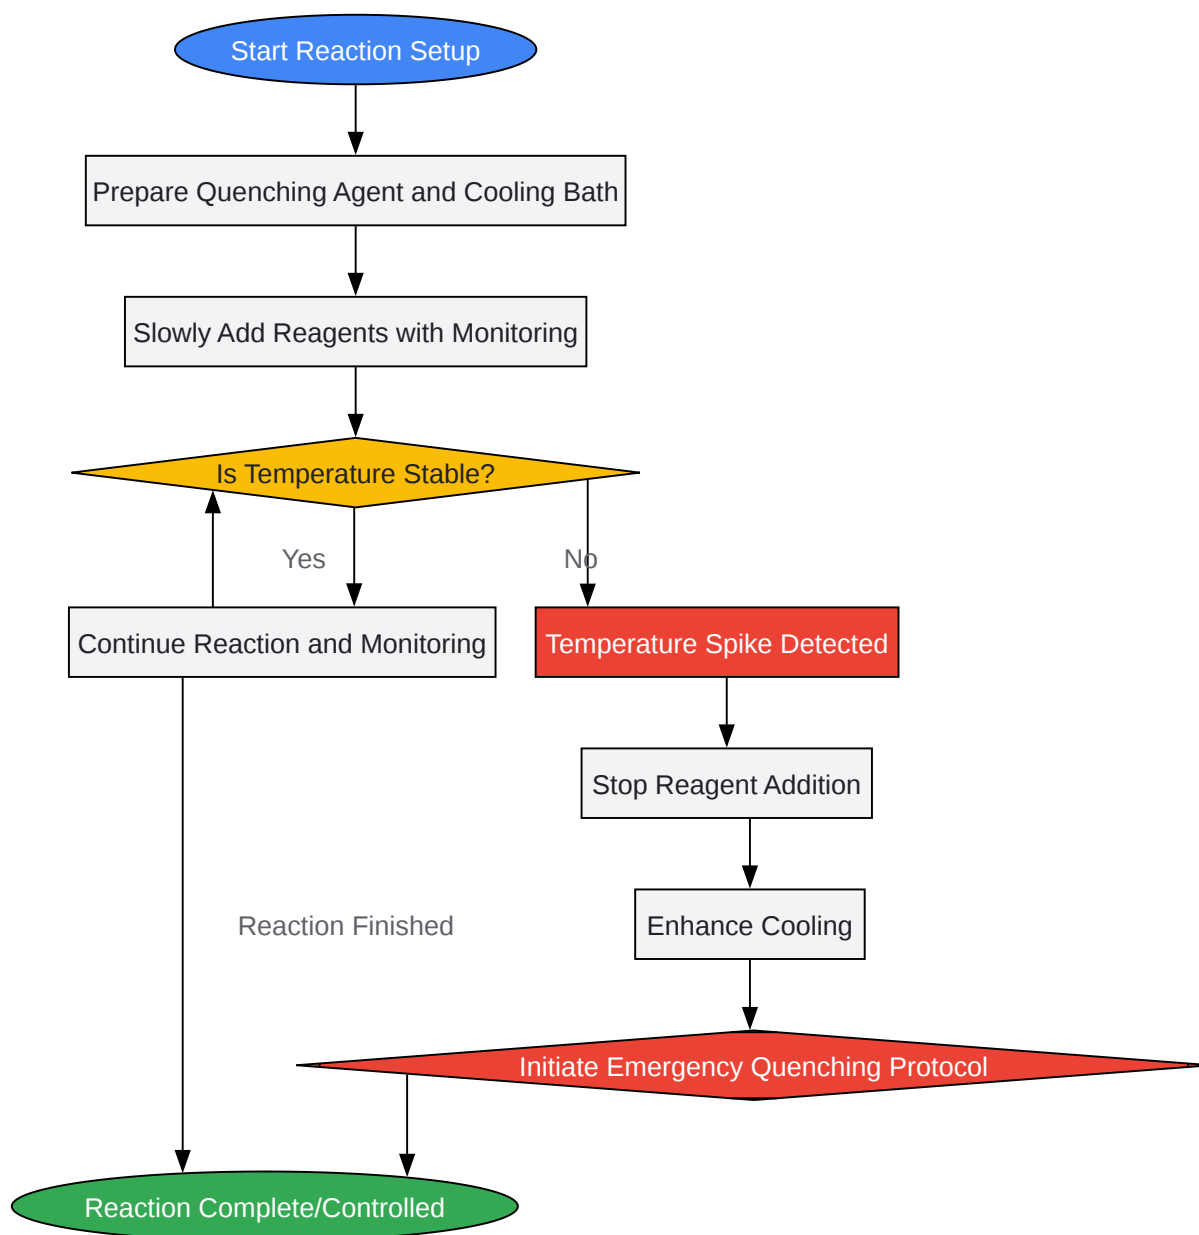 Start Reaction Setup
Prepare Quenching Agent and Cooling Bath
Slowly Add Reagents with Monitoring
Is Temperature Stable?
Yes
No
Continue Reaction and Monitoring
Temperature Spike Detected
Stop Reagent Addition
Reaction Finished
Enhance Cooling
Initiate Emergency Quenching Protocol
Reaction Complete/Controlled